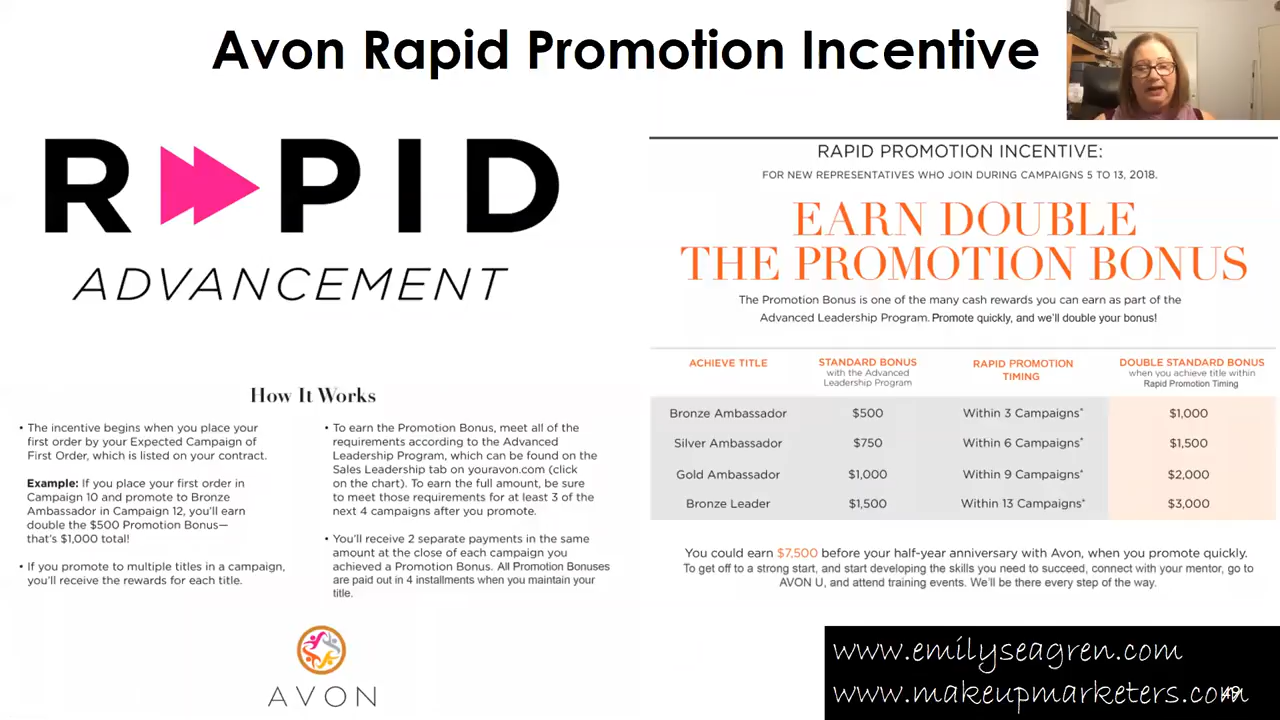 Avon Rapid Promotion Incentive
RAPID
ADVANCEMENT
How It Works
• The incentive begins when you place your
first order by your Expected Campaign of
First Order, which is listed on your contract.
Example: If you place your first order in
Campaign 10 and promote to Bronze
Ambassador in Campaign 12, you'll earn
double the $500 Promotion Bonus—
that's $1,000 total!
• If you promote to multiple titles in a campaign,
you'll receive the rewards for each title.
• To earn the Promotion Bonus, meet all of the
requirements according to the Advanced
Leadership Program, which can be found on the
Sales Leadership tab on youravon.com (click
on the chart). To earn the full amount, be sure
to meet those requirements for at least 3 of the
next 4 campaigns after you promote.
• You'll receive 2 separate payments in the same
amount at the close of each campaign you
achieved a Promotion Bonus. All Promotion Bonuses
are paid out in 4 installments when you maintain your
title.
AVON
RAPID PROMOTION INCENTIVE:
FOR NEW REPRESENTATIVES WHO JOIN DURING CAMPAIGNS 5 TO 13, 2018.
EARN DOUBLE
THE PROMOTION BONUS
The Promotion Bonus is one of the many cash rewards you can earn as part of the
Advanced Leadership Program. Promote quickly, and we'll double your bonus!
ACHIEVE TITLE
STANDARD BONUS
with the Advanced
Leadership Program
RAPID PROMOTION
TIMING
DOUBLE STANDARD BONUS
when you achieve title within
Rapid Promotion Timing
Bronze Ambassador $500 Within 3 Campaigns* $1,000
Silver Ambassador $750 Within 6 Campaigns* $1,500
Gold Ambassador $1,000 Within 9 Campaigns* $2,000
Bronze Leader $1,500 Within 13 Campaigns* $3,000
You could earn $7,500 before your half-year anniversary with Avon, when you promote quickly.
To get off to a strong start, and start developing the skills you need to succeed, connect with your mentor, go to
AVON U, and attend training events. We'll be there every step of the way.
www.emilyseagren.com
www.makeupmarketers.com
49